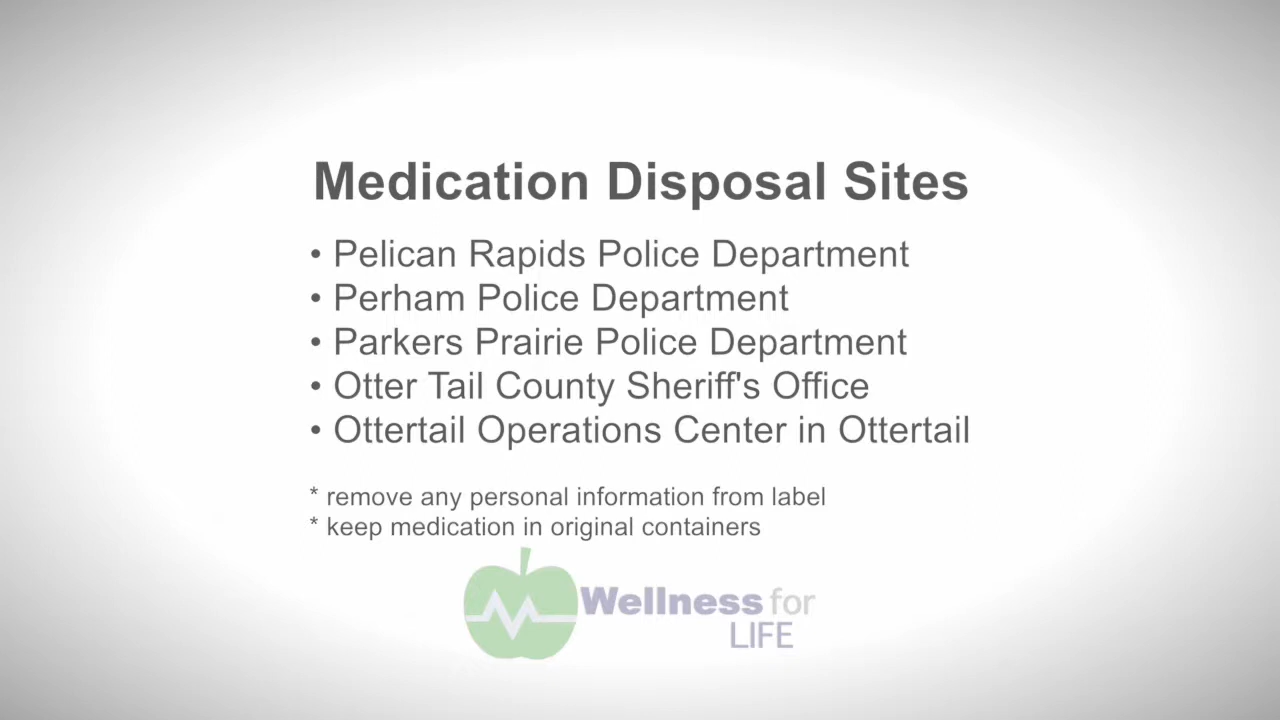 Medication Disposal Sites
• Pelican Rapids Police Department
• Perham Police Department
• Parkers Prairie Police Department
• Otter Tail County Sheriff's Office
• Ottertail Operations Center in Ottertail
* remove any personal information from label
* keep medication in original containers
Wellness for
LIFE